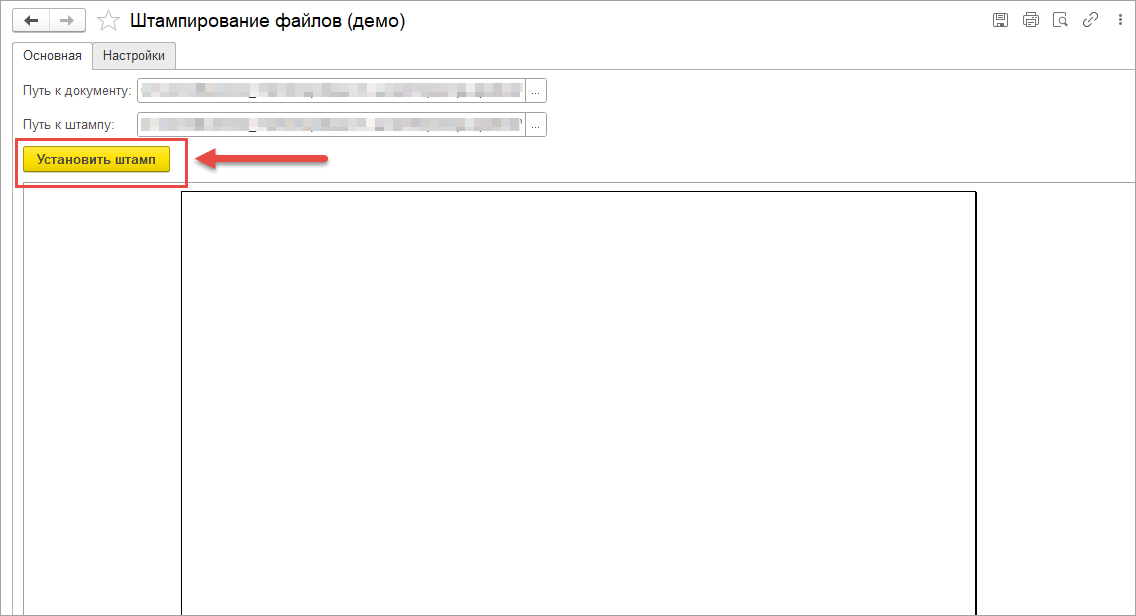 Штампирование файлов (демо)
Основная Настройки
Путь к документу: ...
Путь к штампу: ...
Установить штамп